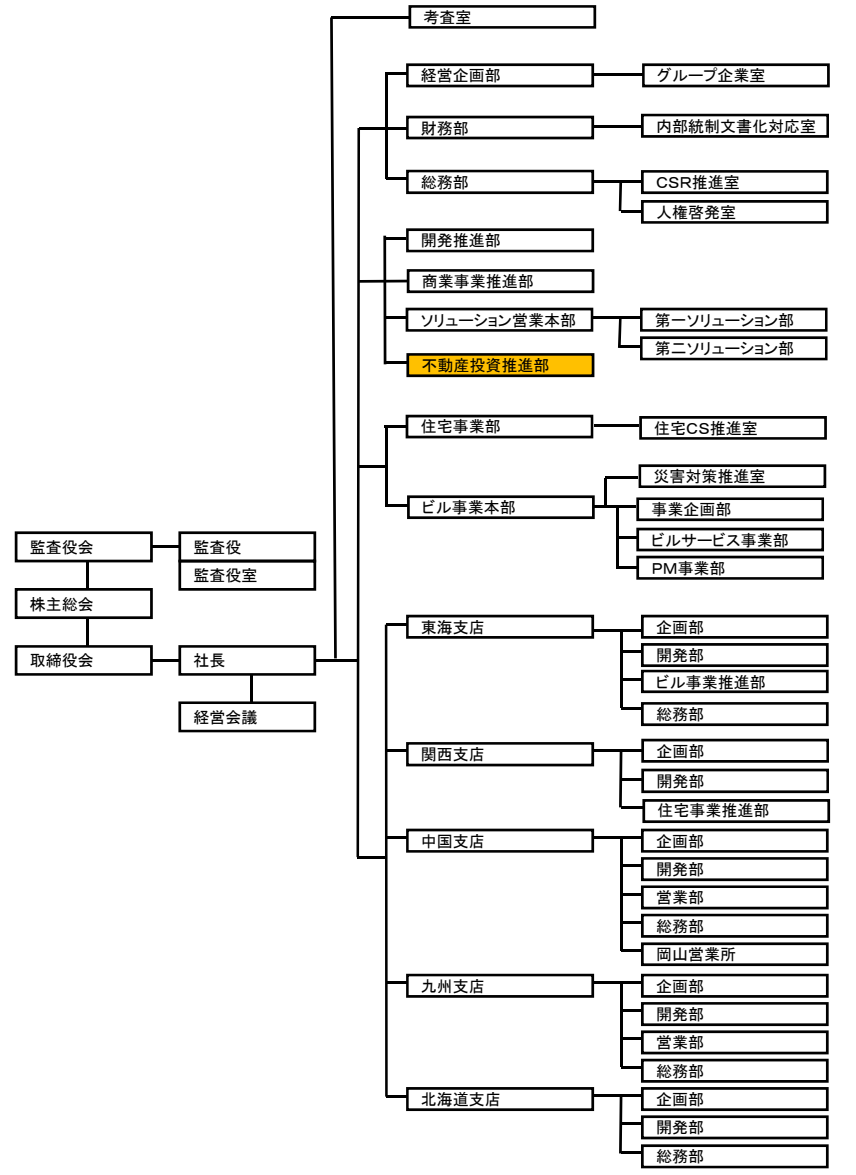 考査室
経営企画部
グループ企業室
財務部
内部統制文書化対応室
総務部
CSR推進室
人権啓発室
開発推進部
商業事業推進部
ソリューション営業本部
第一ソリューション部
第二ソリューション部
不動産投資推進部
住宅事業部
住宅CS推進室
災害対策推進室
ビル事業本部
事業企画部
ビルサービス事業部
PM事業部
監査役会
監査役
監査役室
株主総会
取締役会
社長
経営会議
東海支店
企画部
開発部
ビル事業推進部
総務部
関西支店
企画部
開発部
住宅事業推進部
中国支店
企画部
開発部
営業部
総務部
岡山営業所
九州支店
企画部
開発部
営業部
総務部
北海道支店
企画部
開発部
総務部